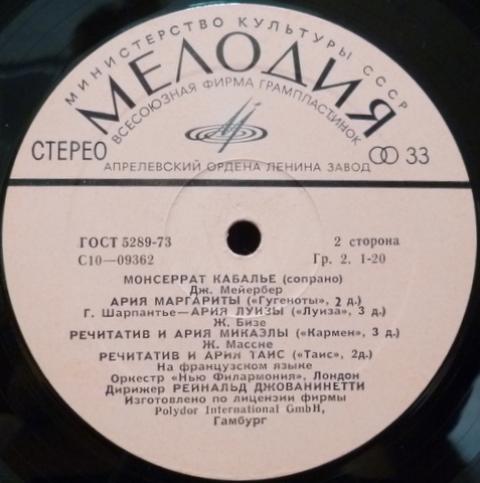 МИНИСТЕРСТВО КУЛЬТУРЫ СССР
МЕЛОДИЯ
ВСЕСОЮЗНАЯ ФИРМА ГРАМПЛАСТИНОК
СТЕРЕО
33
АПРЕЛЕВСКИЙ ОРДЕНА ЛЕНИНА ЗАВОД
ГОСТ 5289-73
2 сторона
С10—09362
Гр. 2. 1-20
МОНСЕРРАТ КАБАЛЬЕ (сопрано)
Дж. Мейербер
АРИЯ МАРГАРИТЫ («Гугеноты», 2 д.)
Г. Шарпантье—АРИЯ ЛУИЗЫ («Луиза», 3 д.)
Ж. Бизе
РЕЧИТАТИВ И АРИЯ МИКАЭЛЫ («Кармен», 3 д.)
Ж. Массне
РЕЧИТАТИВ И АРИЯ ТАИС («Таис», 2д.)
На французском языке
Оркестр «Нью Филармония», Лондон
Дирижер РЕЙНАЛЬД ДЖОВАНИНЕТТИ
Изготовлено по лицензии фирмы
Polydor International GmbH,
Гамбург